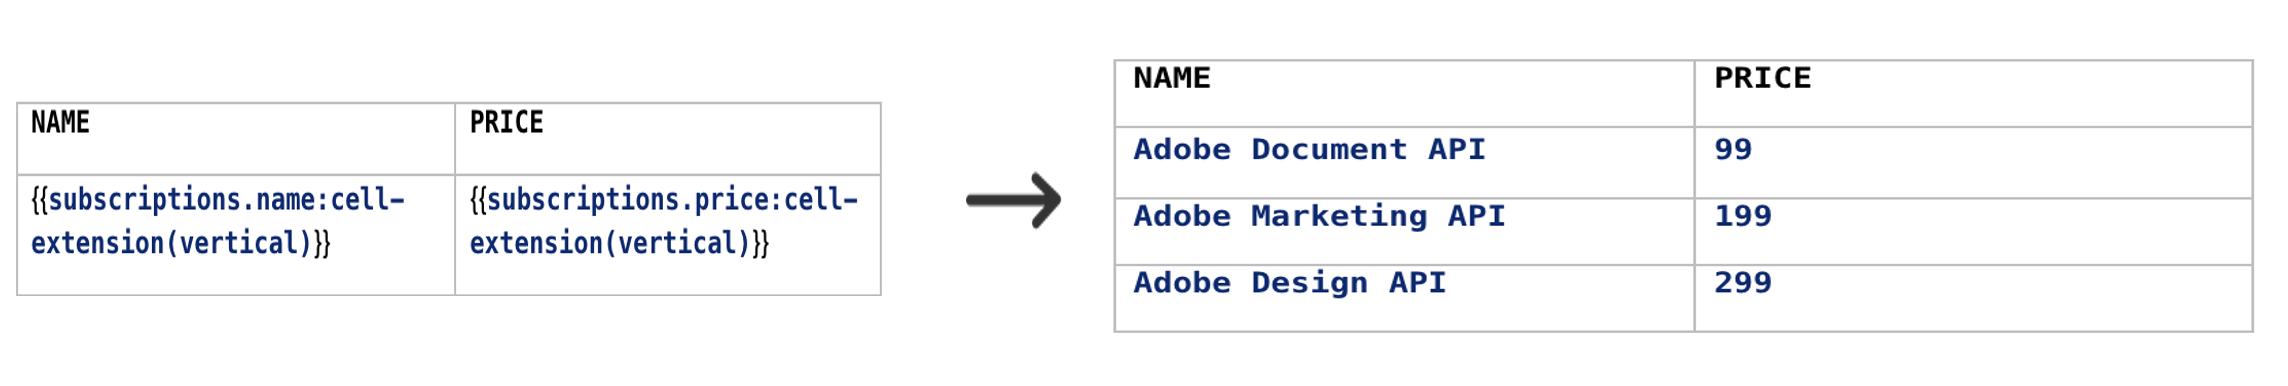 NAME PRICE
{{subscriptions.name:cell-
extension(vertical)}}
{{subscriptions.price:cell-
extension(vertical)}}
NAME PRICE
Adobe Document API 99
Adobe Marketing API 199
Adobe Design API 299